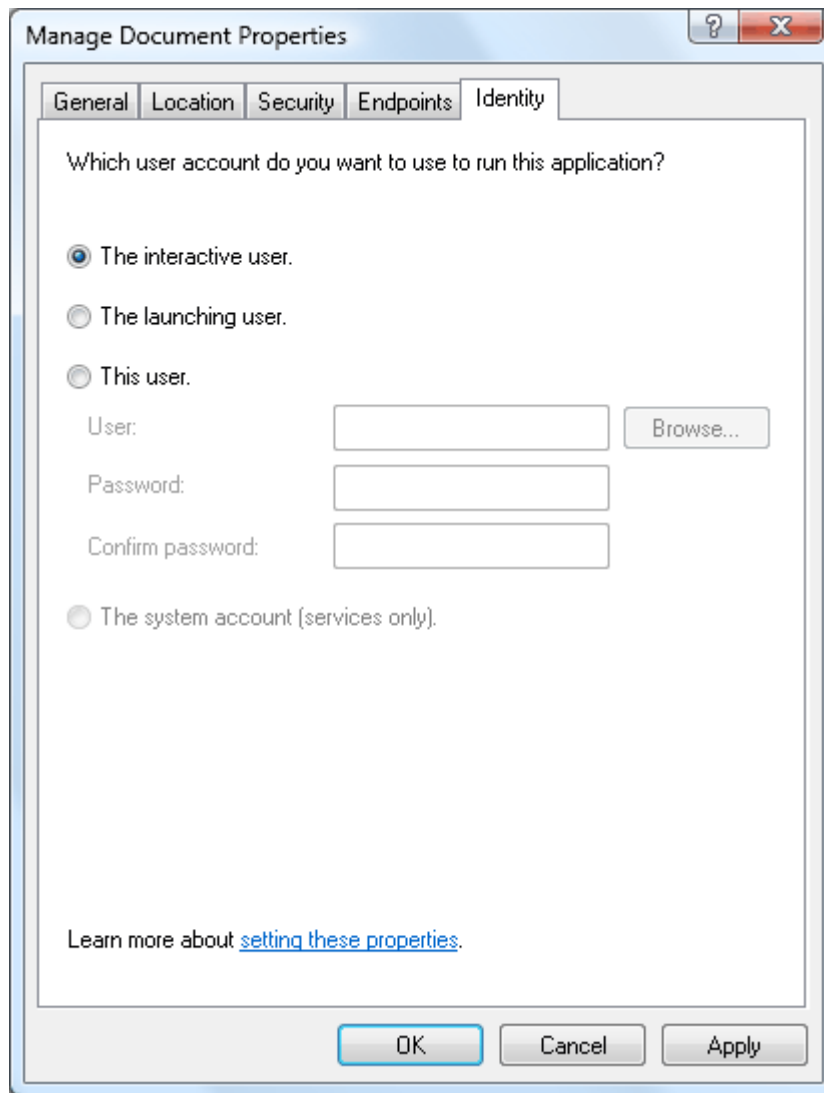 Manage Document Properties
General Location Security Endpoints Identity
Which user account do you want to use to run this application?
The interactive user.
The launching user.
This user.
User: Browse...
Password:
Confirm password:
The system account (services only).
Learn more about setting these properties.
OK Cancel Apply